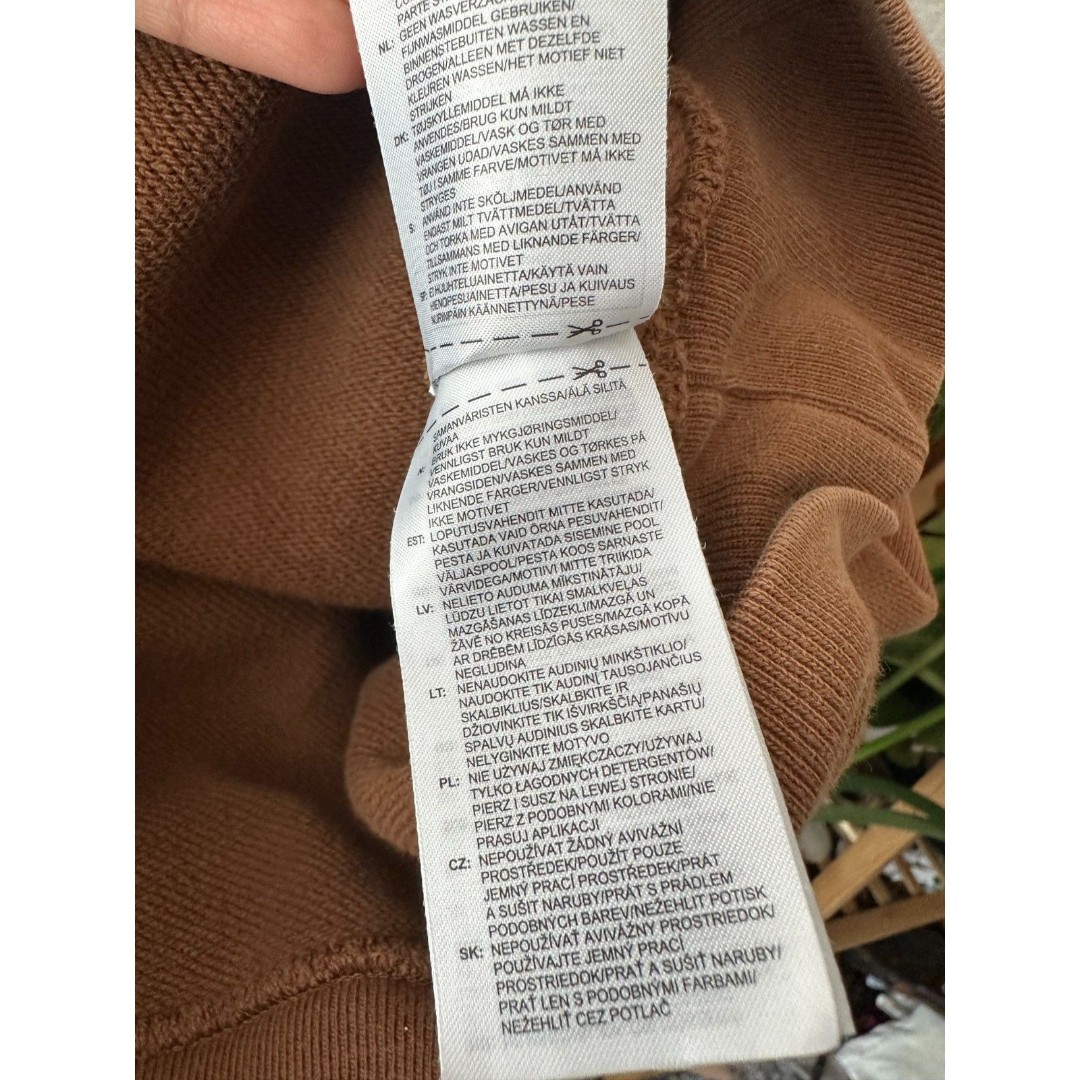 PARTE
NL: GEEN WASVERZACHTER
FIJNWASMIDDEL GEBRUIKEN/
BINNENSTEBUITEN WASSEN EN
DROGEN/ALLEEN MET DEZELFDE
KLEUREN WASSEN/HET MOTIEF NIET
STRIJKEN
DK: TØJSKYLLEMIDDEL MÅ IKKE
ANVENDES/BRUG KUN MILDT
VASKEMIDDEL/VASK OG TØR MED
VRANGEN UDAD/VASKES SAMMEN MED
TØJ I SAMME FARVE/MOTIVET MÅ IKKE
STRYGES
S: ANVÄND INTE SKÖLJMEDEL/ANVÄND
ENDAST MILT TVÄTTMEDEL/TVÄTTA
OCH TORKA MED AVIGAN UTÅT/TVÄTTA
TILLSAMMANS MED LIKNANDE FÄRGER/
STRYK INTE MOTIVET
SF: EI HUUHTELUAINETTA/KÄYTÄ VAIN
HIENOPESUAINETTA/PESU JA KUIVAUS
NURINPÄIN KÄÄNNETTYNÄ/PESE
SAMANVÄRISTEN KANSSA/ÄLÄ SILITÄ
KUVAA
N: BRUK IKKE MYKGJØRINGSMIDDEL/
VENNLIGST BRUK KUN MILDT
VASKEMIDDEL/VASKES OG TØRKES PÅ
VRANGSIDEN/VASKES SAMMEN MED
LIKNENDE FARGER/VENNLIGST STRYK
IKKE MOTIVET
EST: LOPUTUSVAHENDIT MITTE KASUTADA/
KASUTADA VAID ÕRNA PESUVAHENDIT/
PESTA JA KUIVATADA SISEMINE POOL
VÄLJASPOOL/PESTA KOOS SARNASTE
VÄRVIDEGA/MOTIIVI MITTE TRIIKIDA
LV: NELIETO AUDUMA MĪKSTINĀTĀJU/
LŪDZU LIETOT TIKAI SMALKVEĻAS
MAZGĀŠANAS LĪDZEKLI/MAZGĀ UN
ŽĀVĒ NO KREISĀS PUSES/MAZGĀ KOPĀ
AR DRĒBĒM LĪDZĪGĀS KRĀSAS/MOTĪVU
NEGLUDINA
LT: NENAUDOKITE AUDINIŲ MINKŠTIKLIO/
NAUDOKITE TIK AUDINĮ TAUSOJANČIUS
SKALBIKLIUS/SKALBKITE IR
DŽIOVINKITE TIK IŠVIRKŠČIĄ/PANAŠIŲ
SPALVŲ AUDINIUS SKALBKITE KARTU/
NELYGINKITE MOTYVO
PL: NIE UŻYWAJ ZMIĘKCZACZY/UŻYWAJ
TYLKO ŁAGODNYCH DETERGENTÓW/
PIERZ I SUSZ NA LEWEJ STRONIE/
PIERZ Z PODOBNYMI KOLORAMI/NIE
PRASUJ APLIKACJI
CZ: NEPOUŽÍVAT ŽÁDNÝ AVIVÁŽNÍ
PROSTŘEDEK/POUŽÍT POUZE
JEMNÝ PRACÍ PROSTŘEDEK/PRÁT
A SUŠIT NARUBY/PRÁT S PRÁDLEM
PODOBNÝCH BAREV/NEŽEHLIT POTISK
SK: NEPOUŽÍVAŤ AVIVÁŽNY PROSTRIEDOK/
POUŽÍVAJTE JEMNÝ PRACÍ
PROSTRIEDOK/PRAŤ A SUŠIŤ NARUBY/
PRAŤ LEN S PODOBNÝMI FARBAMI/
NEŽEHLIŤ CEZ POTLAČ